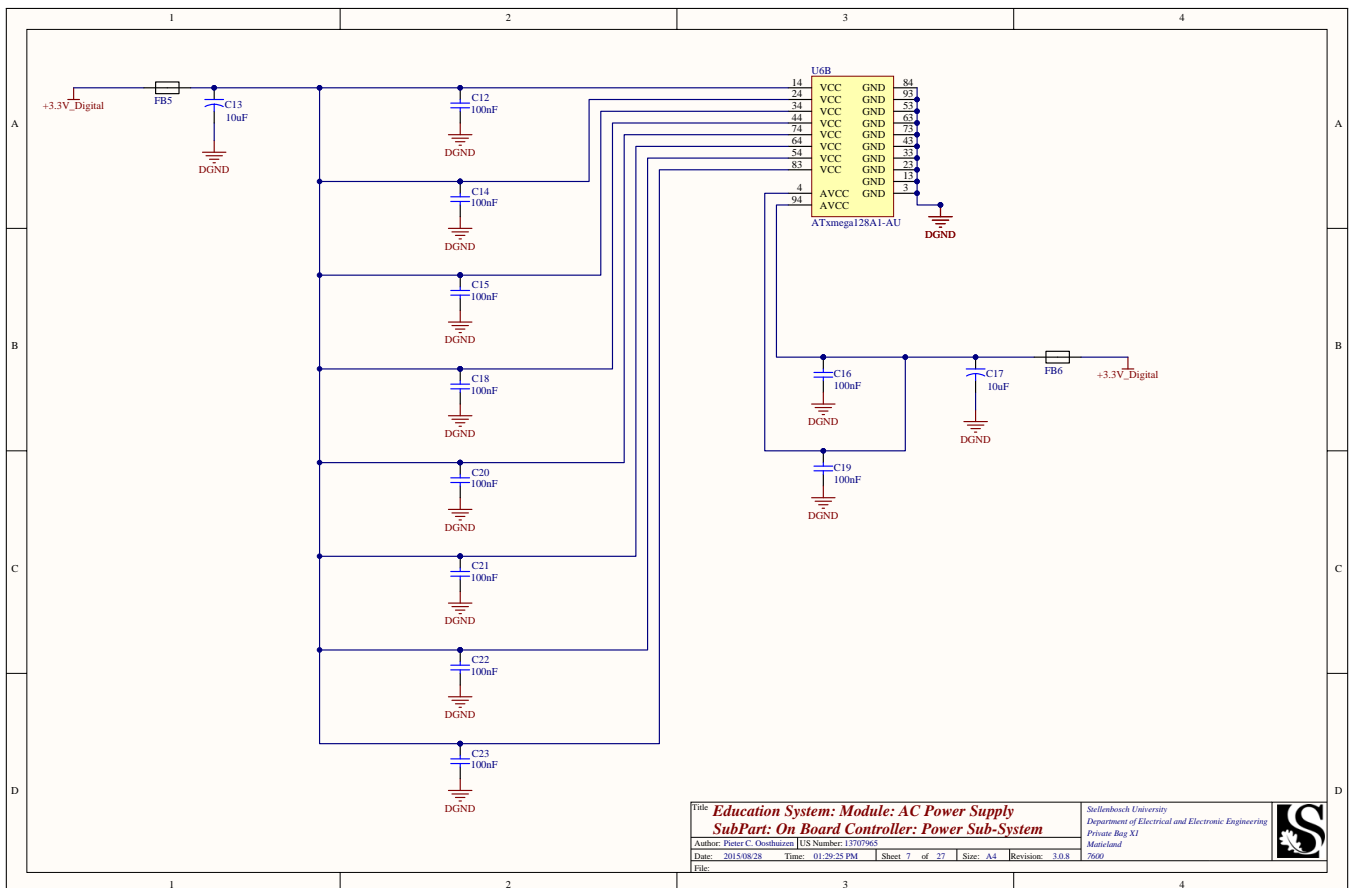 1 2 3 4
A A
B B
C C
D D
+3.3V_Digital
FB5
C13
10uF
DGND
C12
100nF
DGND
C14
100nF
DGND
C15
100nF
DGND
C18
100nF
DGND
C20
100nF
DGND
C21
100nF
DGND
C22
100nF
DGND
C23
100nF
DGND
U6B
14 VCC GND 84
24 VCC GND 93
34 VCC GND 53
44 VCC GND 63
74 VCC GND 73
64 VCC GND 43
54 VCC GND 33
83 VCC GND 23
GND 13
4 AVCC GND 3
94 AVCC
ATxmega128A1-AU
DGND
C16
100nF
DGND
C17
10uF
DGND
FB6
+3.3V_Digital
C19
100nF
DGND
Title Education System: Module: AC Power Supply
SubPart: On Board Controller: Power Sub-System
Author: Pieter C. Oosthuizen US Number: 13707965
Date: 2015/08/28 Time: 01:29:25 PM Sheet 7 of 27 Size: A4 Revision: 3.0.8
File:
Stellenbosch University
Department of Electrical and Electronic Engineering
Private Bag X1
Matieland
7600
1 2 3 4